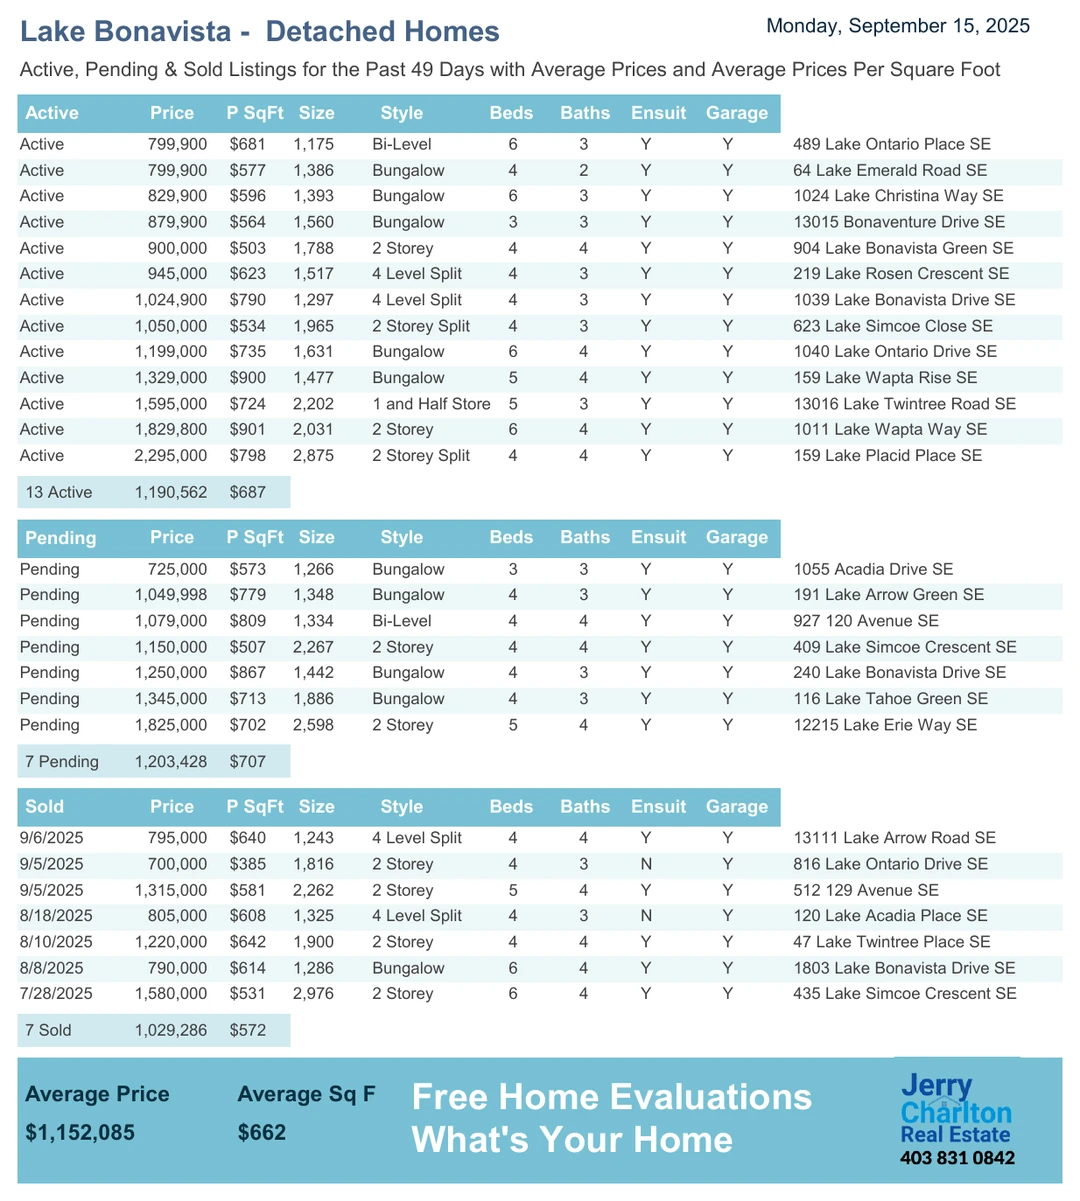 Lake Bonavista - Detached Homes
Monday, September 15, 2025
Active, Pending & Sold Listings for the Past 49 Days with Average Prices and Average Prices Per Square Foot
Active Price P SqFt Size Style Beds Baths Ensuit Garage
Active 799,900 $681 1,175 Bi-Level 6 3 Y Y 489 Lake Ontario Place SE
Active 799,900 $577 1,386 Bungalow 4 2 Y Y 64 Lake Emerald Road SE
Active 829,900 $596 1,393 Bungalow 6 3 Y Y 1024 Lake Christina Way SE
Active 879,900 $564 1,560 Bungalow 3 3 Y Y 13015 Bonaventure Drive SE
Active 900,000 $503 1,788 2 Storey 4 4 Y Y 904 Lake Bonavista Green SE
Active 945,000 $623 1,517 4 Level Split 4 3 Y Y 219 Lake Rosen Crescent SE
Active 1,024,900 $790 1,297 4 Level Split 4 3 Y Y 1039 Lake Bonavista Drive SE
Active 1,050,000 $534 1,965 2 Storey Split 4 3 Y Y 623 Lake Simcoe Close SE
Active 1,199,000 $735 1,631 Bungalow 6 4 Y Y 1040 Lake Ontario Drive SE
Active 1,329,000 $900 1,477 Bungalow 5 4 Y Y 159 Lake Wapta Rise SE
Active 1,595,000 $724 2,202 1 and Half Store 5 3 Y Y 13016 Lake Twintree Road SE
Active 1,829,800 $901 2,031 2 Storey 6 4 Y Y 1011 Lake Wapta Way SE
Active 2,295,000 $798 2,875 2 Storey Split 4 4 Y Y 159 Lake Placid Place SE
13 Active 1,190,562 $687
Pending Price P SqFt Size Style Beds Baths Ensuit Garage
Pending 725,000 $573 1,266 Bungalow 3 3 Y Y 1055 Acadia Drive SE
Pending 1,049,998 $779 1,348 Bungalow 4 3 Y Y 191 Lake Arrow Green SE
Pending 1,079,000 $809 1,334 Bi-Level 4 4 Y Y 927 120 Avenue SE
Pending 1,150,000 $507 2,267 2 Storey 4 4 Y Y 409 Lake Simcoe Crescent SE
Pending 1,250,000 $867 1,442 Bungalow 4 3 Y Y 240 Lake Bonavista Drive SE
Pending 1,345,000 $713 1,886 Bungalow 4 3 Y Y 116 Lake Tahoe Green SE
Pending 1,825,000 $702 2,598 2 Storey 5 4 Y Y 12215 Lake Erie Way SE
7 Pending 1,203,428 $707
Sold Price P SqFt Size Style Beds Baths Ensuit Garage
9/6/2025 795,000 $640 1,243 4 Level Split 4 4 Y Y 13111 Lake Arrow Road SE
9/5/2025 700,000 $385 1,816 2 Storey 4 3 N Y 816 Lake Ontario Drive SE
9/5/2025 1,315,000 $581 2,262 2 Storey 5 4 Y Y 512 129 Avenue SE
8/18/2025 805,000 $608 1,325 4 Level Split 4 3 N Y 120 Lake Acadia Place SE
8/10/2025 1,220,000 $642 1,900 2 Storey 4 4 Y Y 47 Lake Twintree Place SE
8/8/2025 790,000 $614 1,286 Bungalow 6 4 Y Y 1803 Lake Bonavista Drive SE
7/28/2025 1,580,000 $531 2,976 2 Storey 6 4 Y Y 435 Lake Simcoe Crescent SE
7 Sold 1,029,286 $572
Average Price Average Sq F
$1,152,085 $662
Free Home Evaluations
What's Your Home
Jerry
Charlton
Real Estate
403 831 0842